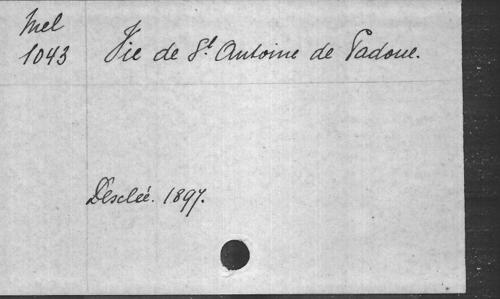 Mel
1043
Vie de St Antoine de Padoue.
Desclée. 1897.